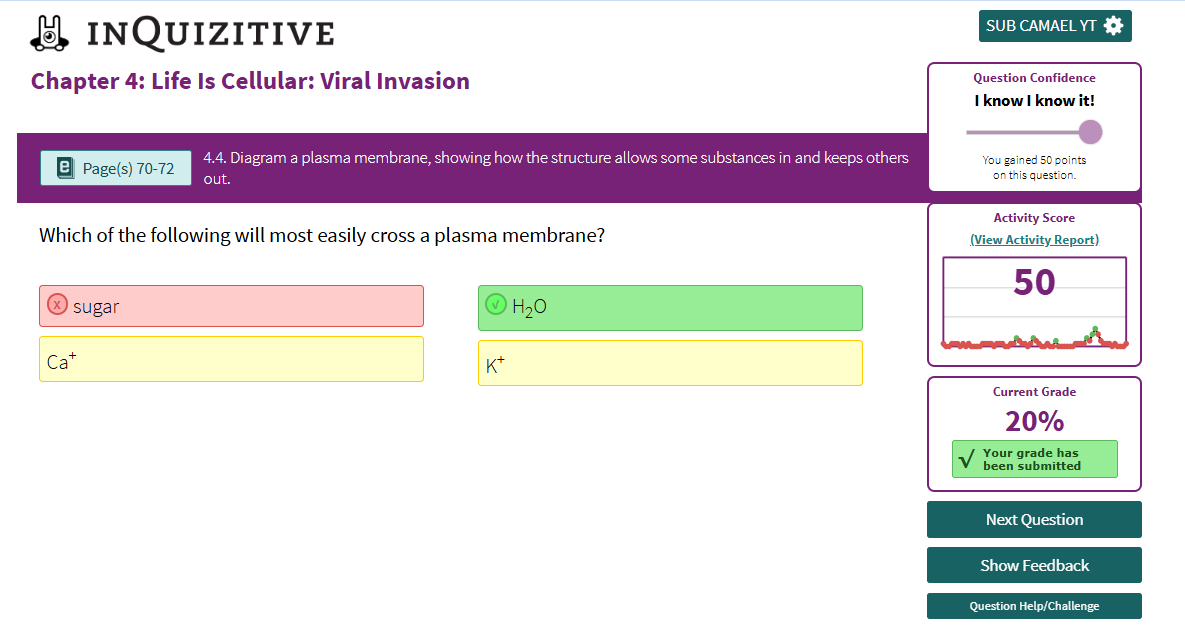 INQUIZITIVE
SUB CAMAEL YT
Chapter 4: Life Is Cellular: Viral Invasion
Question Confidence
I know I know it!
You gained 50 points
on this question.
Page(s) 70-72
4.4. Diagram a plasma membrane, showing how the structure allows some substances in and keeps others
out.
Activity Score
(View Activity Report)
50
Which of the following will most easily cross a plasma membrane?
x sugar
√ H₂O
Ca⁺
K⁺
Current Grade
20%
√ Your grade has
been submitted
Next Question
Show Feedback
Question Help/Challenge